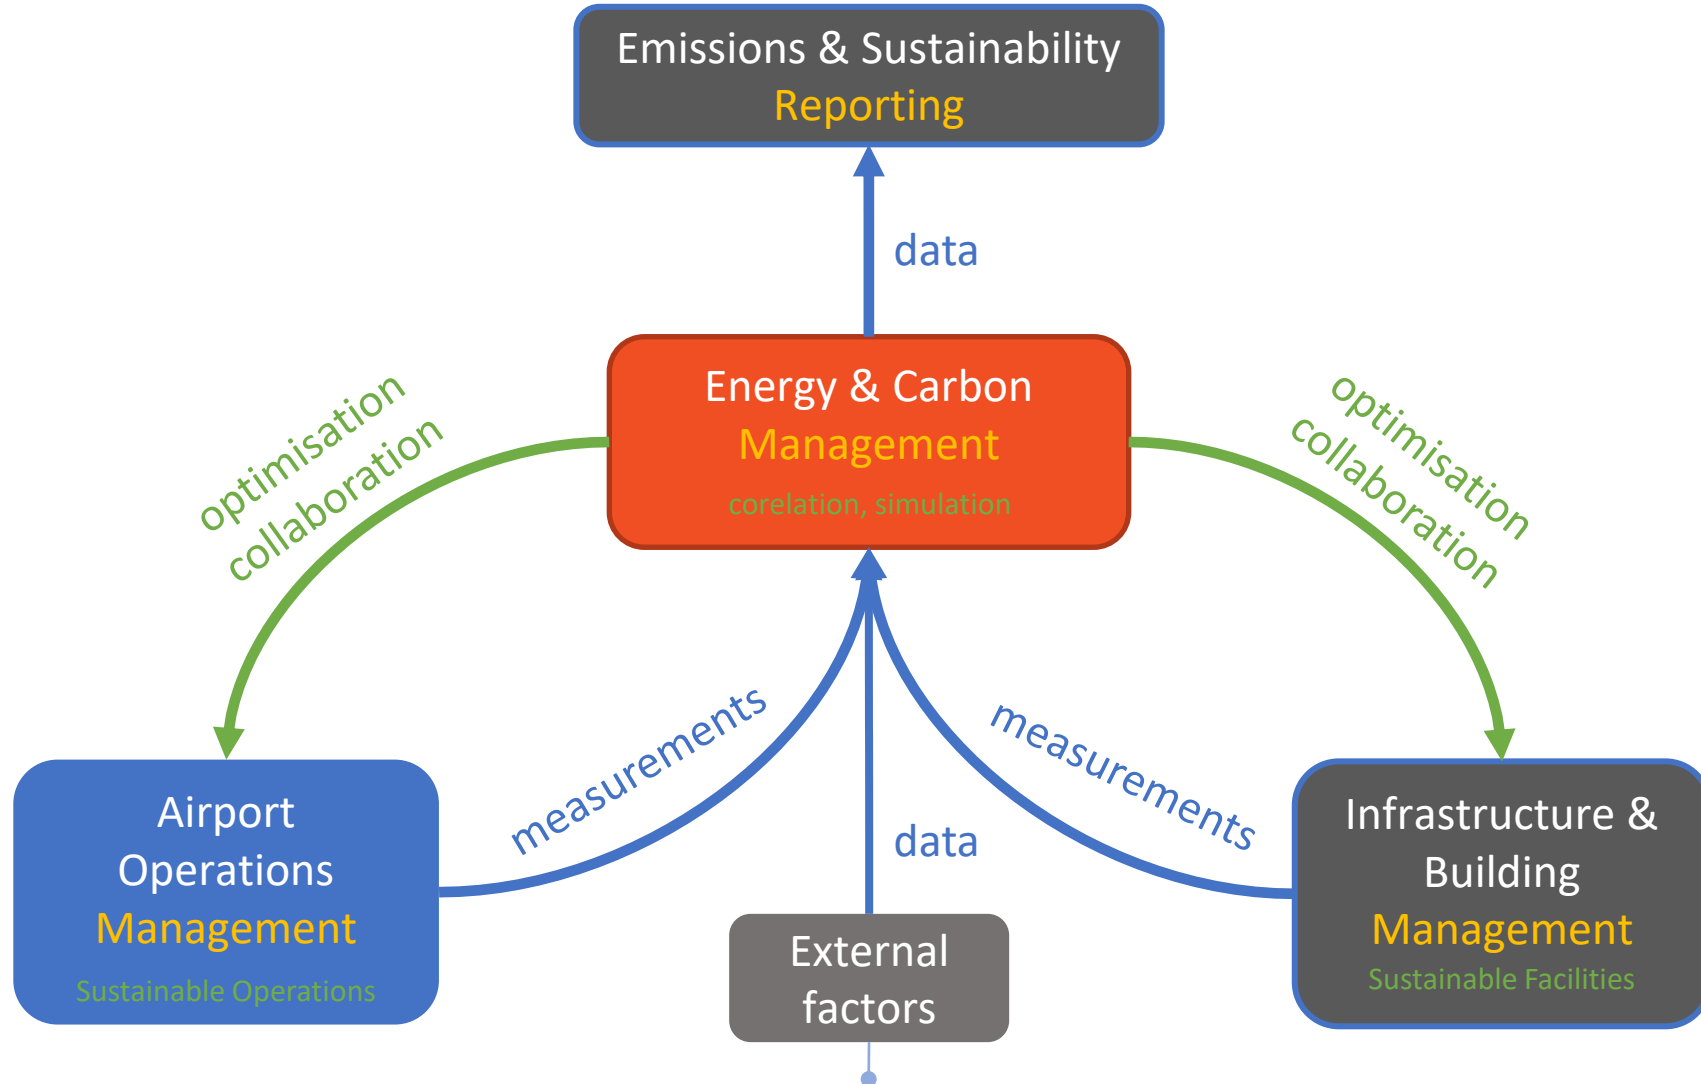 Emissions & Sustainability
Reporting
data
Energy & Carbon
Management
corelation, simulation
optimisation
collaboration
optimisation
collaboration
measurements
measurements
data
Airport
Operations
Management
Sustainable Operations
External
factors
Infrastructure &
Building
Management
Sustainable Facilities